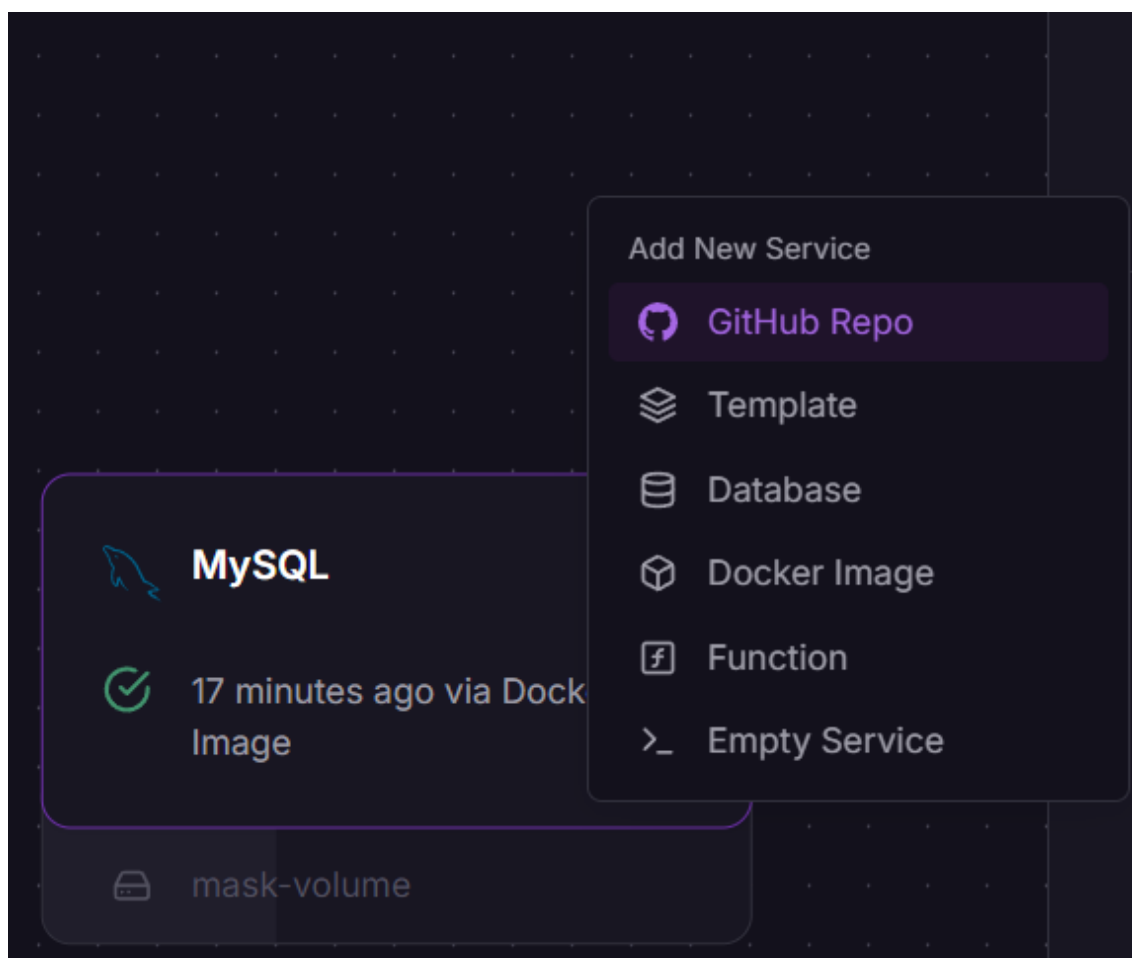 Add New Service
GitHub Repo
Template
Database
Docker Image
Function
Empty Service
MySQL
17 minutes ago via Dock
Image
mask-volume